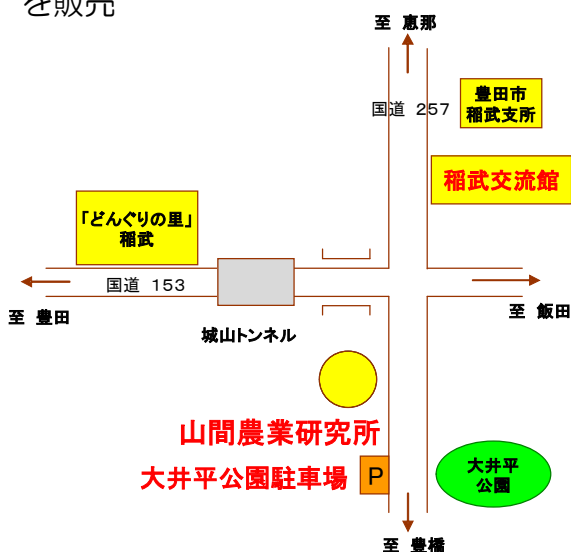 を販売
至 恵那
国道 257
豊田市
稲武支所
稲武交流館
「どんぐりの里」
稲武
国道 153
至 豊田
至 飯田
城山トンネル
山間農業研究所
大井平公園駐車場
P
大井平
公園
至 豊橋